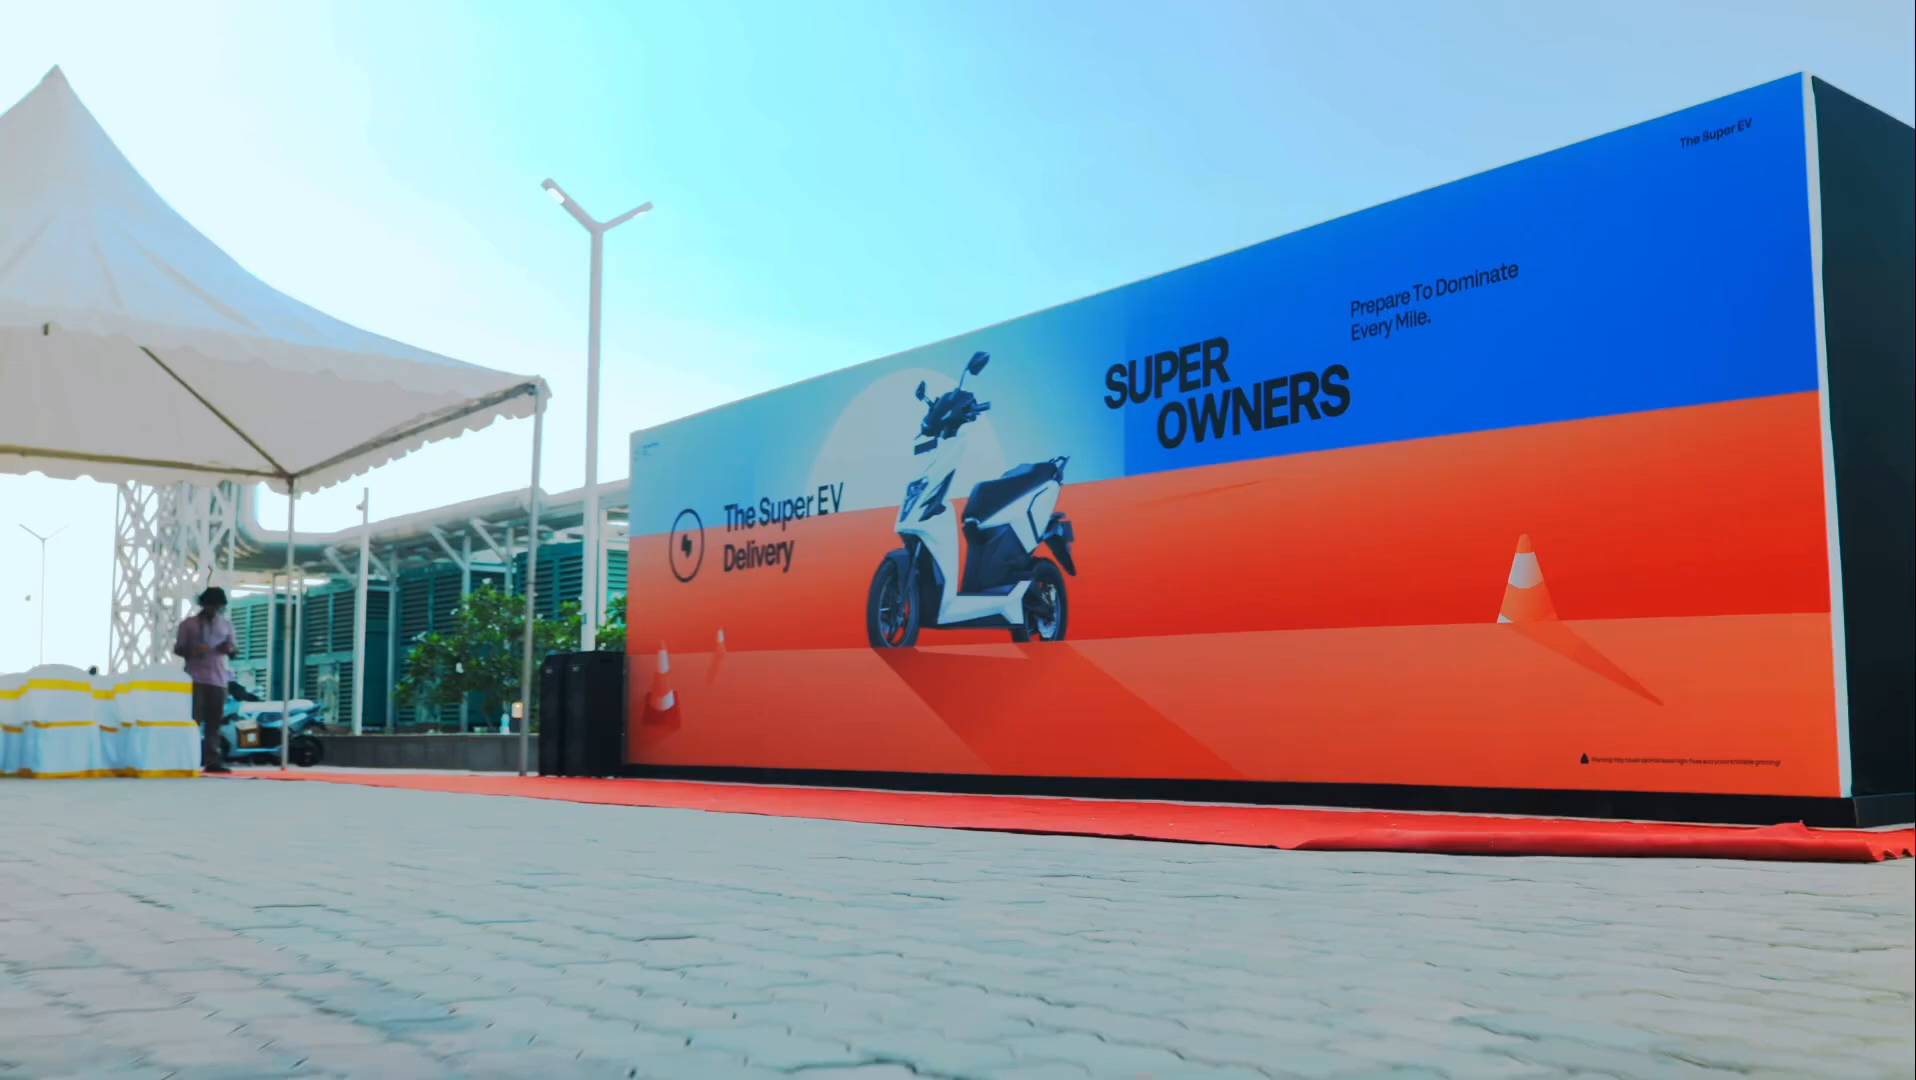 The Super EV
Prepare To Dominate
Every Mile.
SUPER
OWNERS
The Super EV
Delivery